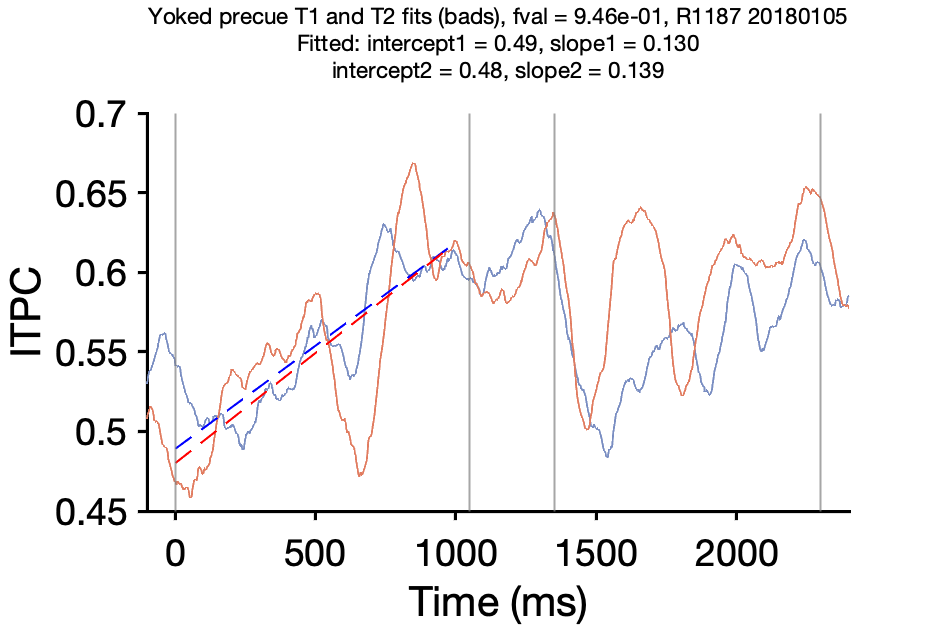 Yoked precue T1 and T2 fits (bads), fval = 9.46e-01, R1187 20180105
Fitted: intercept1 = 0.49, slope1 = 0.130
intercept2 = 0.48, slope2 = 0.139
0.7
0.65
0.6
0.55
0.5
0.45
ITPC
0
500
1000
1500
2000
Time (ms)